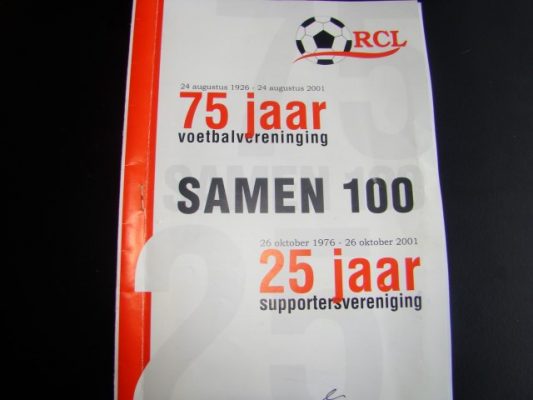 RCL
24 augustus 1926 - 24 augustus 2001
75 jaar
voetbalvereninging
SAMEN 100
26 oktober 1976 - 26 oktober 2001
25 jaar
supportersvereniging